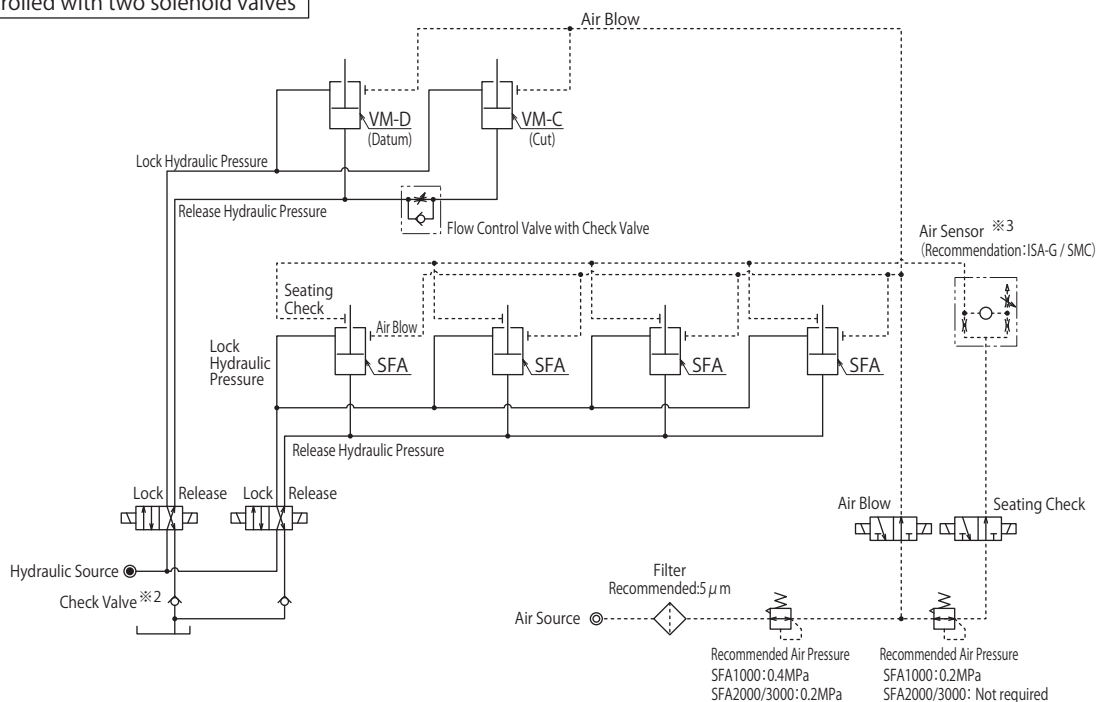 rolled with two solenoid valves
Air Blow
VM-D
(Datum)
VM-C
(Cut)
Lock Hydraulic Pressure
Release Hydraulic Pressure
Flow Control Valve with Check Valve
Air Sensor ※3
(Recommendation:ISA-G / SMC)
Seating
Check
Air Blow
Lock
Hydraulic
Pressure
SFA
SFA
SFA
SFA
Release Hydraulic Pressure
Lock Release
Lock Release
Air Blow
Seating Check
Hydraulic Source
Check Valve※2
Filter
Recommended:5μm
Air Source
Recommended Air Pressure
SFA1000:0.4MPa
SFA2000/3000:0.2MPa
Recommended Air Pressure
SFA1000:0.2MPa
SFA2000/3000: Not required